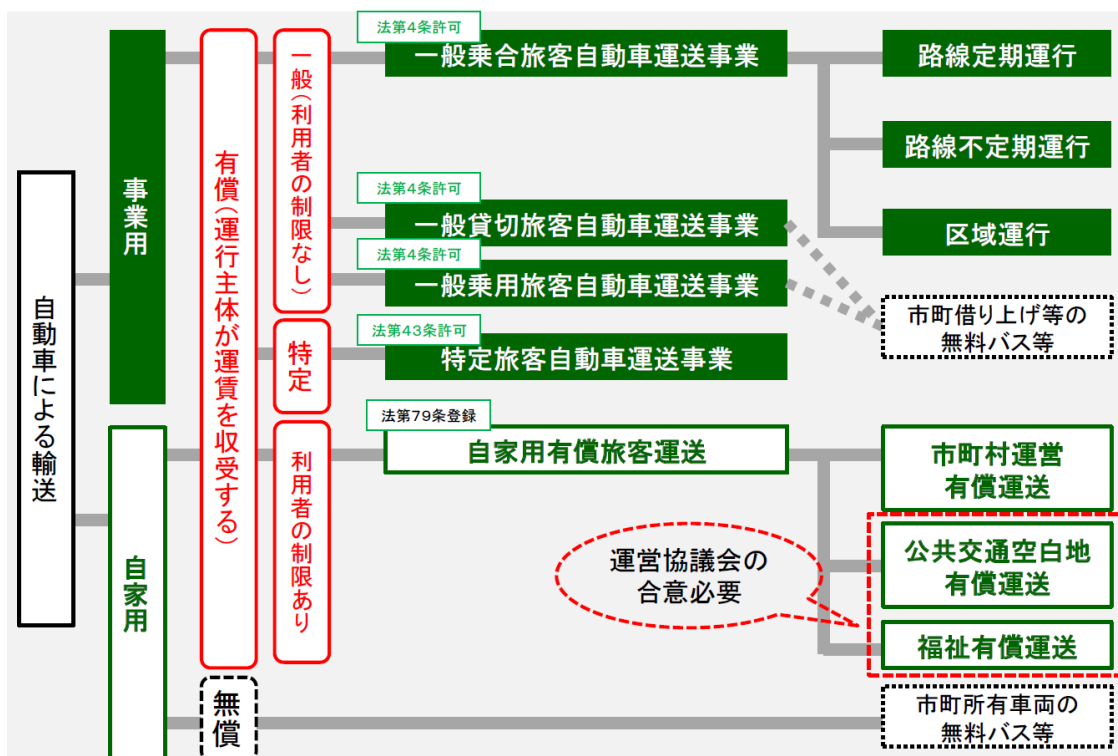 自動車による輸送
事業用
自家用
有償（運行主体が運賃を収受する）
無償
一般（利用者の制限なし）
特定
利用者の制限あり
法第4条許可
一般乗合旅客自動車運送事業
法第4条許可
一般貸切旅客自動車運送事業
法第4条許可
一般乗用旅客自動車運送事業
法第43条許可
特定旅客自動車運送事業
法第79条登録
自家用有償旅客運送
運営協議会の
合意必要
路線定期運行
路線不定期運行
区域運行
市町借り上げ等の
無料バス等
市町村運営
有償運送
公共交通空白地
有償運送
福祉有償運送
市町所有車両の
無料バス等